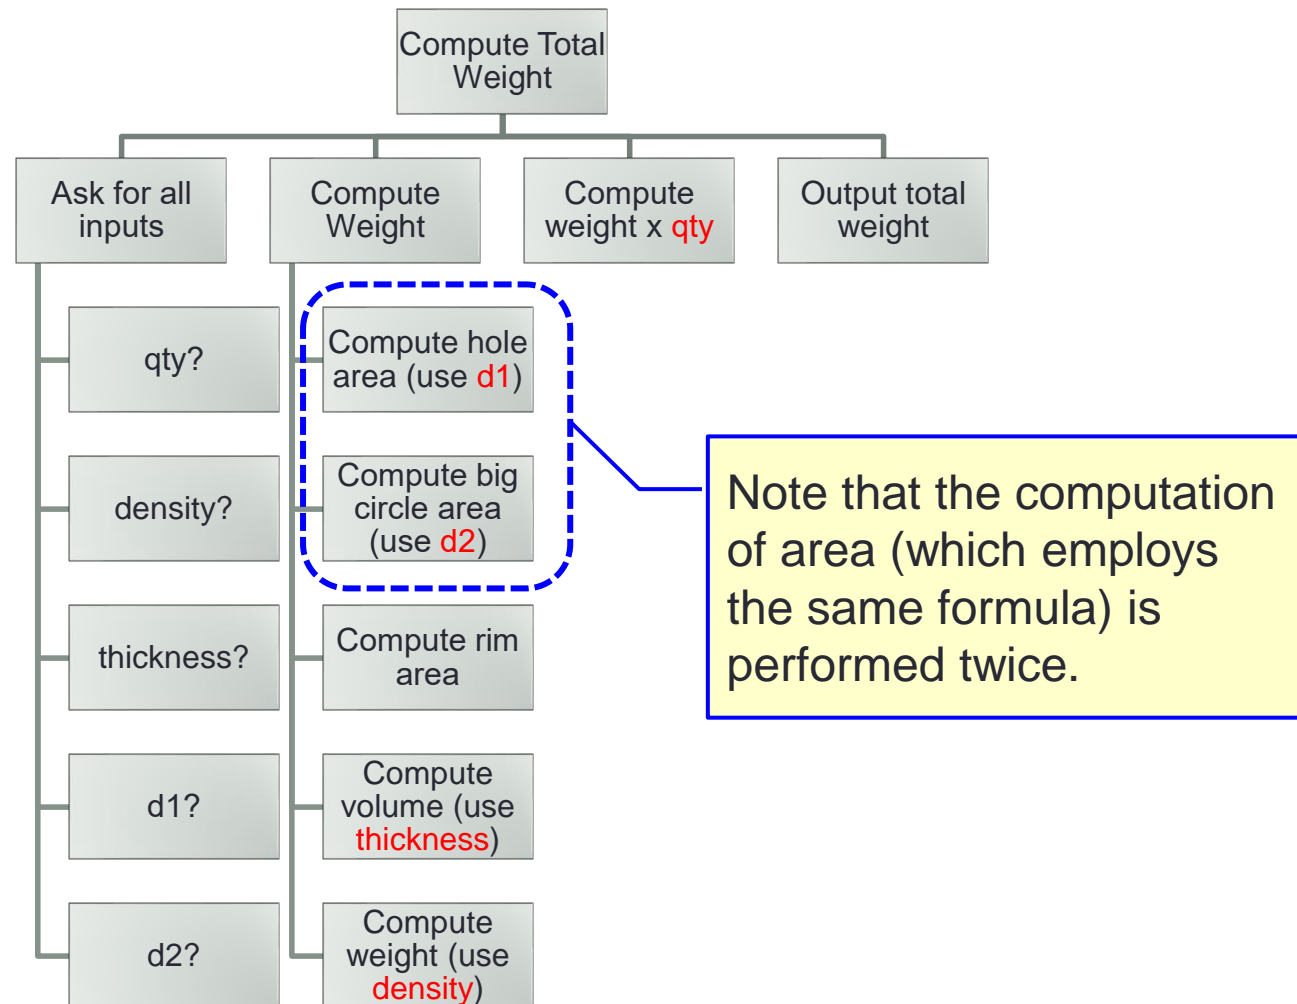 Compute Total
Weight
Ask for all
inputs
Compute
Weight
Compute
weight x qty
Output total
weight
qty?
density?
thickness?
d1?
d2?
Compute hole
area (use d1)
Compute big
circle area
(use d2)
Compute rim
area
Compute
volume (use
thickness)
Compute
weight (use
density)
Note that the computation
of area (which employs
the same formula) is
performed twice.